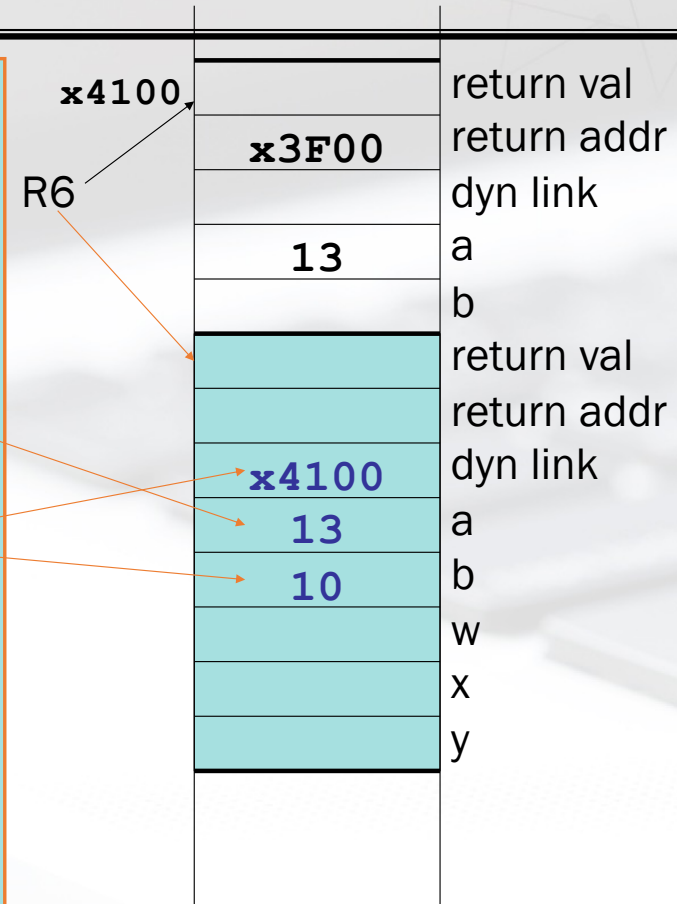 x4100 return val
x3F00 return addr
R6 dyn link
13 a
b
return val
return addr
x4100 dyn link
13 a
10 b
w
x
y